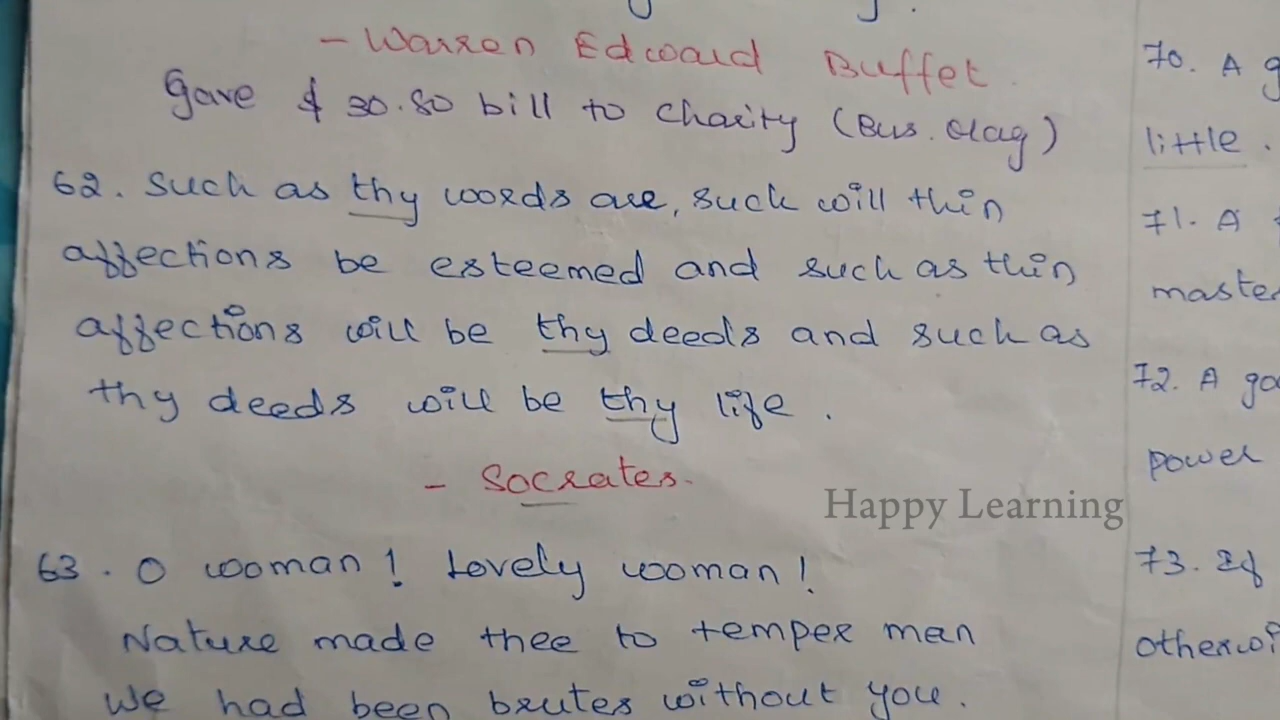 - Warren Edward Buffet.
Gave $ 30.80 bill to charity (Bus. Mag)
62. Such as thy words are, such will thin
affections be esteemed and such as thin
affections will be thy deeds and such as
thy deeds will be thy life.
- Socrates.
Happy Learning
63. O woman! Lovely woman!
Nature made thee to temper man
We had been brutes without you.
70. A g
little.
71. A
master
72. A go
power
73. If
otherwi